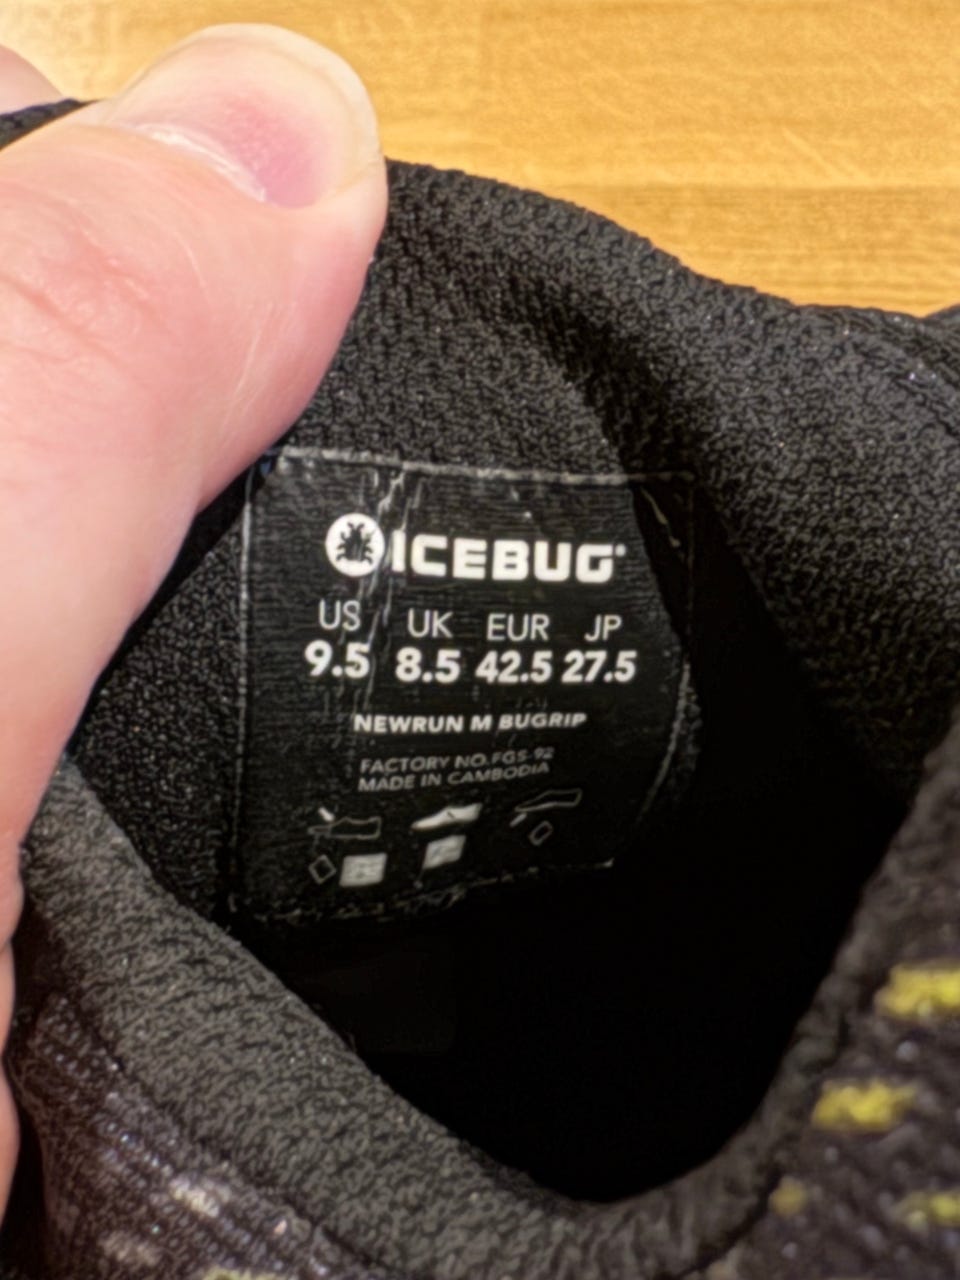 ICEBUG®
US UK EUR JP
9.5 8.5 42.5 27.5
NEWRUN M BUGRIP
FACTORY NO.FGS-92
MADE IN CAMBODIA